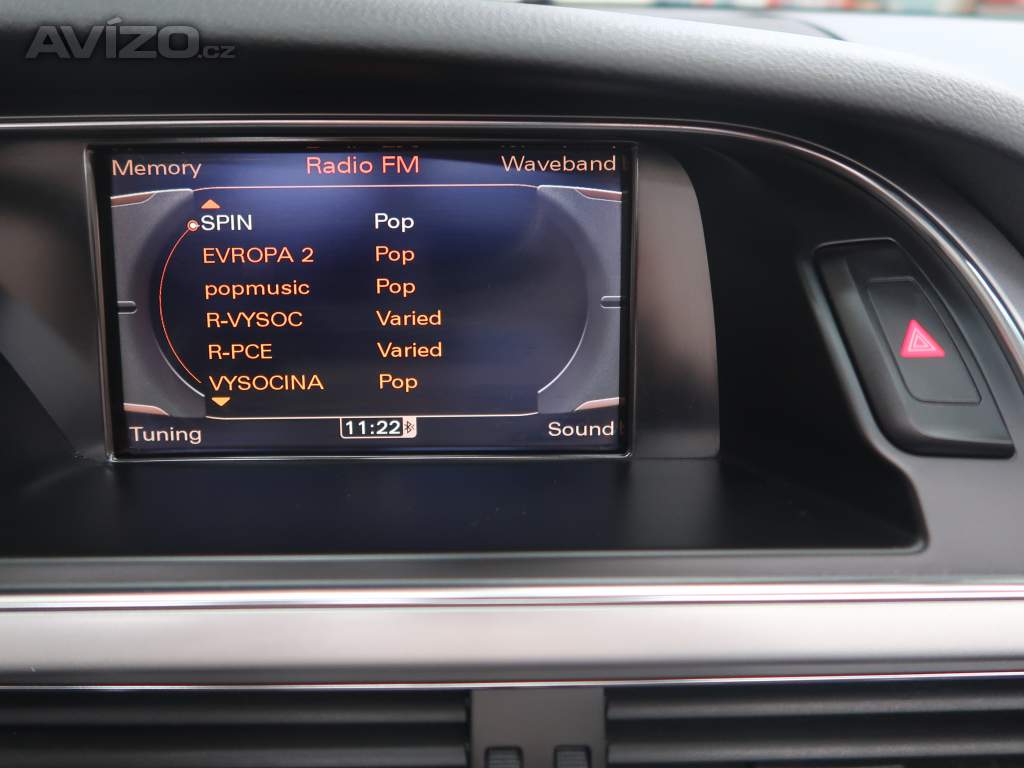 AVÍZO.cz
Memory Radio FM Waveband
SPIN Pop
EVROPA 2 Pop
popmusic Pop
R-VYSOC Varied
R-PCE Varied
VYSOCINA Pop
Tuning 11:22 Sound